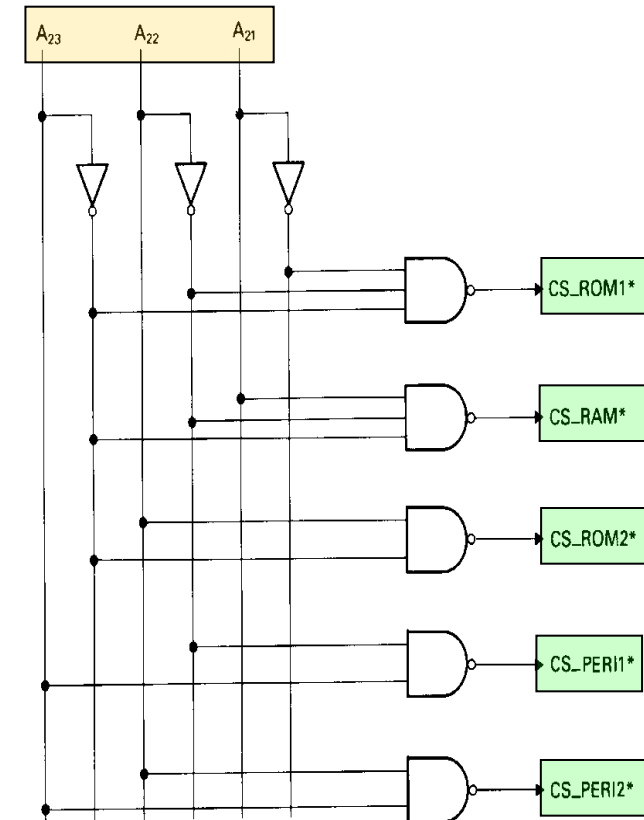 A₂₃ A₂₂ A₂₁
CS_ROM1*
CS_RAM*
CS_ROM2*
CS_PERI1*
CS_PERI2*